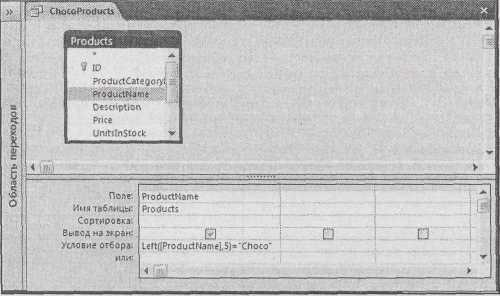 »
ChocoProducts
×
Область переходов
Products
*
ID
ProductCategoryI
ProductName
Description
Price
UnitsInStock
Поле: ProductName
Имя таблицы: Products
Сортировка:
Вывод на экран:
Условие отбора: Left([ProductName],5)="Choco"
или: